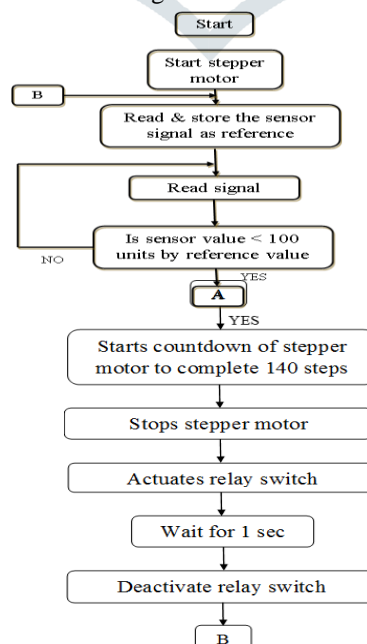 Start
Start stepper
motor
B
Read & store the sensor
signal as reference
Read signal
Is sensor value < 100
units by reference value
NO
YES
A
YES
Starts countdown of stepper
motor to complete 140 steps
Stops stepper motor
Actuates relay switch
Wait for 1 sec
Deactivate relay switch
B